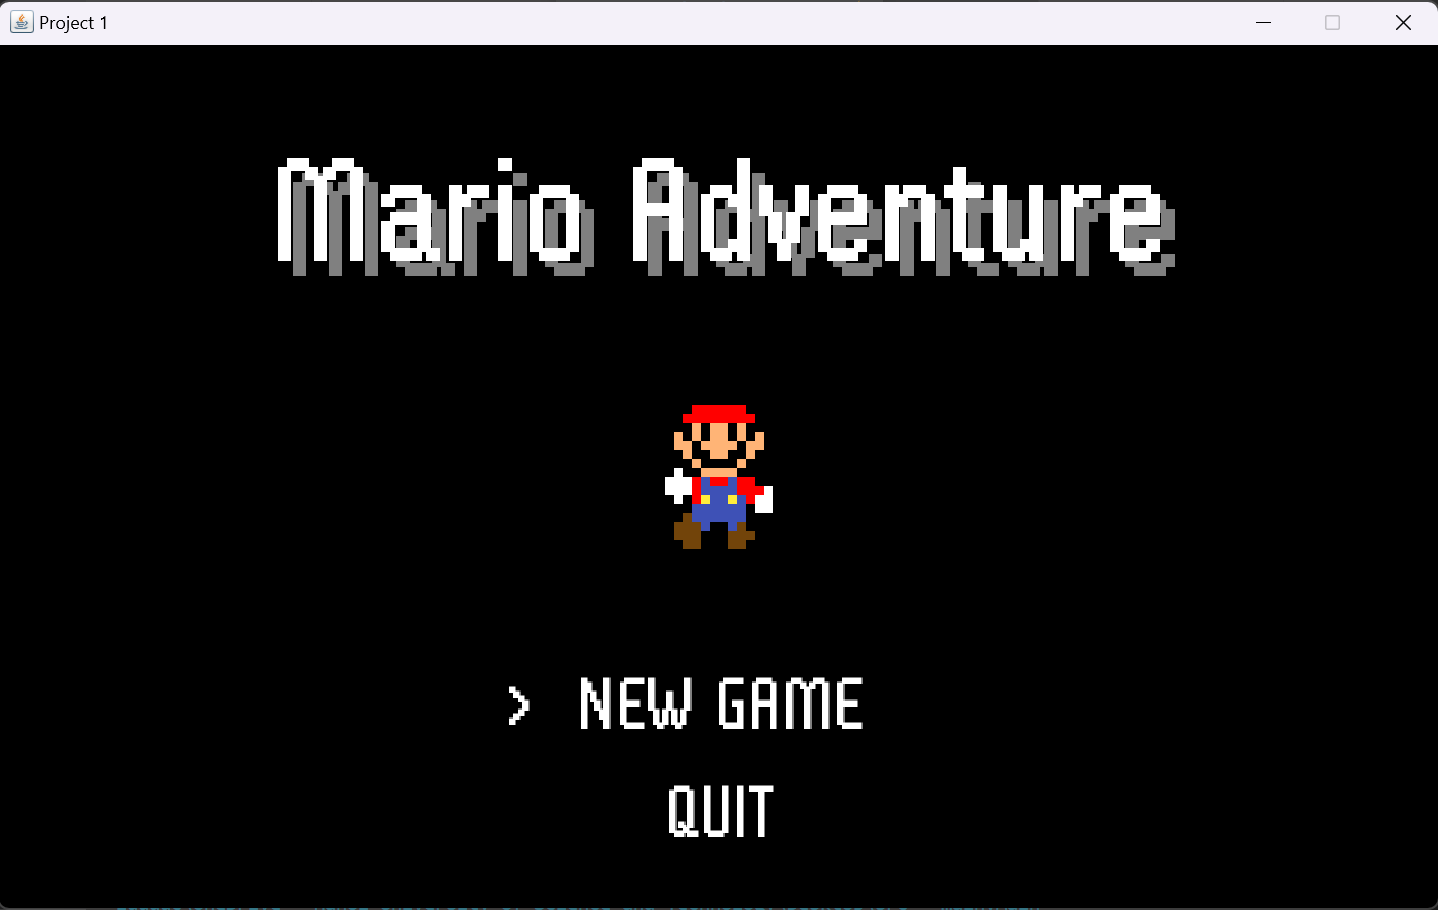 Project 1
Mario Adventure
> NEW GAME
QUIT